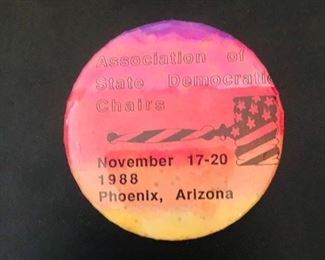 Association of
State Democratic
Chairs
November 17-20
1988
Phoenix, Arizona